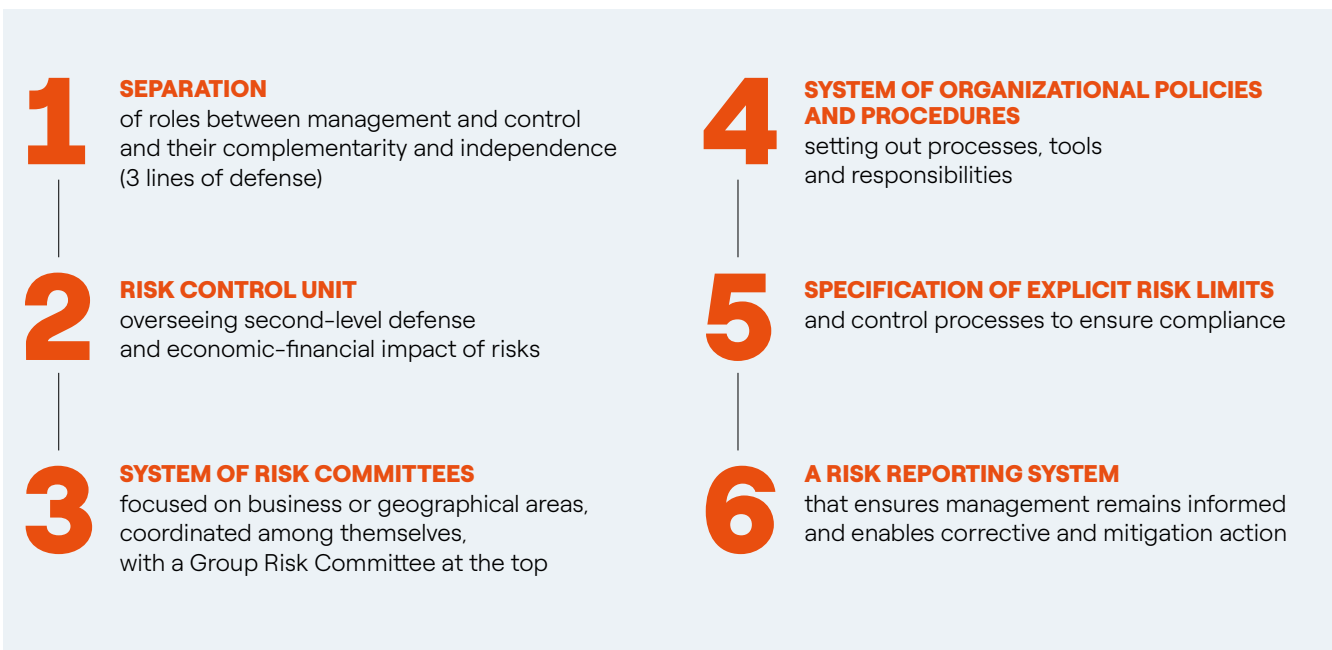 1
SEPARATION
of roles between management and control
and their complementarity and independence
(3 lines of defense)
2
RISK CONTROL UNIT
overseeing second-level defense
and economic-financial impact of risks
3
SYSTEM OF RISK COMMITTEES
focused on business or geographical areas,
coordinated among themselves,
with a Group Risk Committee at the top
4
SYSTEM OF ORGANIZATIONAL POLICIES
AND PROCEDURES
setting out processes, tools
and responsibilities
5
SPECIFICATION OF EXPLICIT RISK LIMITS
and control processes to ensure compliance
6
A RISK REPORTING SYSTEM
that ensures management remains informed
and enables corrective and mitigation action